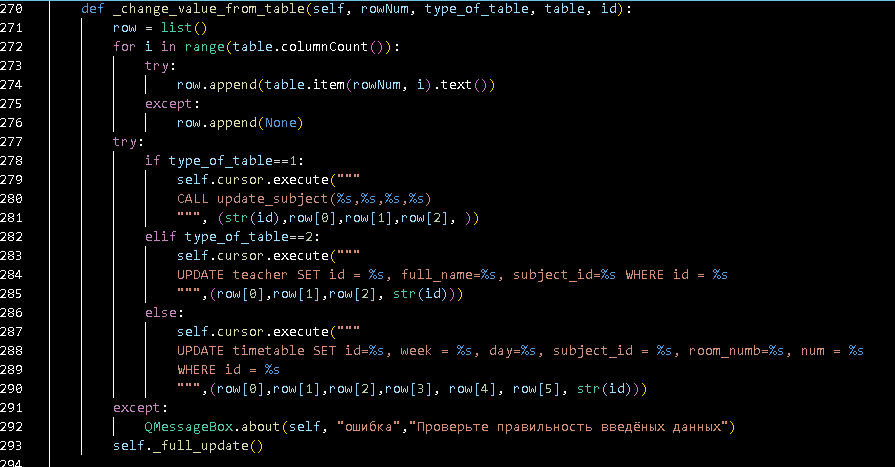 270 def _change_value_from_table(self, rowNum, type_of_table, table, id):
271 row = list()
272 for i in range(table.columnCount()):
273 try:
274 row.append(table.item(rowNum, i).text())
275 except:
276 row.append(None)
277 try:
278 if type_of_table==1:
279 self.cursor.execute("""
280 CALL update_subject(%s,%s,%s,%s)
281 """, (str(id),row[0],row[1],row[2], ))
282 elif type_of_table==2:
283 self.cursor.execute("""
284 UPDATE teacher SET id = %s, full_name=%s, subject_id=%s WHERE id = %s
285 """,(row[0],row[1],row[2], str(id)))
286 else:
287 self.cursor.execute("""
288 UPDATE timetable SET id=%s, week = %s, day=%s, subject_id = %s, room_numb=%s, num = %s
289 WHERE id = %s
290 """,(row[0],row[1],row[2],row[3], row[4], row[5], str(id)))
291 except:
292 QMessageBox.about(self, "ошибка","Проверьте правильность введёных данных")
293 self._full_update()
294